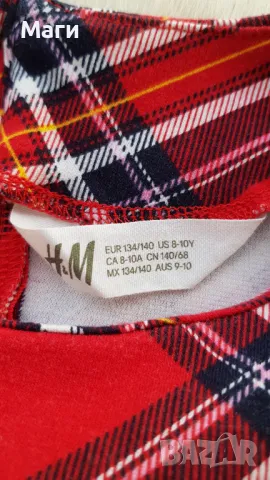 Маги
H&M
EUR 134/140 US 8-10Y
CA 8-10A CN 140/68
MX 134/140 AUS 9-10
BAZAR